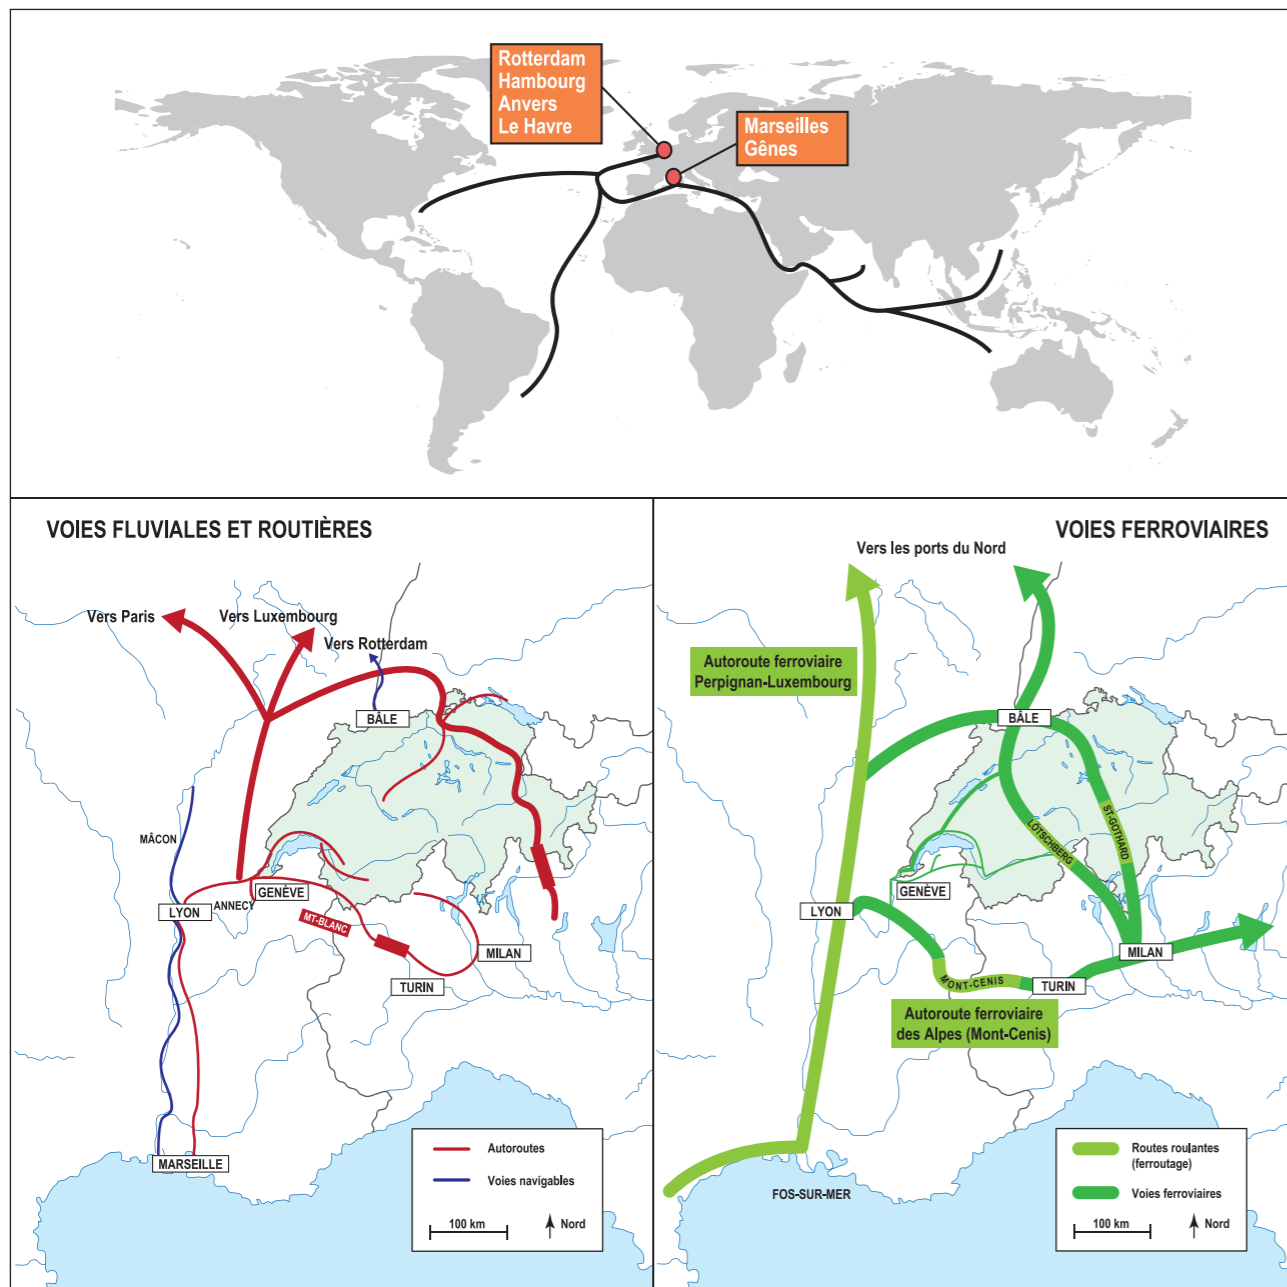 Rotterdam
Hambourg
Anvers
Le Havre
Marseilles
Gênes
VOIES FLUVIALES ET ROUTIÈRES
Vers Paris
Vers Luxembourg
Vers Rotterdam
BÂLE
MÂCON
GENÈVE
ANNECY
LYON
MT-BLANC
MILAN
TURIN
MARSEILLE
Autoroutes
Voies navigables
100 km
Nord
VOIES FERROVIAIRES
Vers les ports du Nord
Autoroute ferroviaire
Perpignan-Luxembourg
BÂLE
LÖTSCHBERG
ST-GOTHARD
GENÈVE
LYON
MILAN
MONT-CENIS
TURIN
Autoroute ferroviaire
des Alpes (Mont-Cenis)
FOS-SUR-MER
Routes roulantes
(ferroutage)
Voies ferroviaires
100 km
Nord